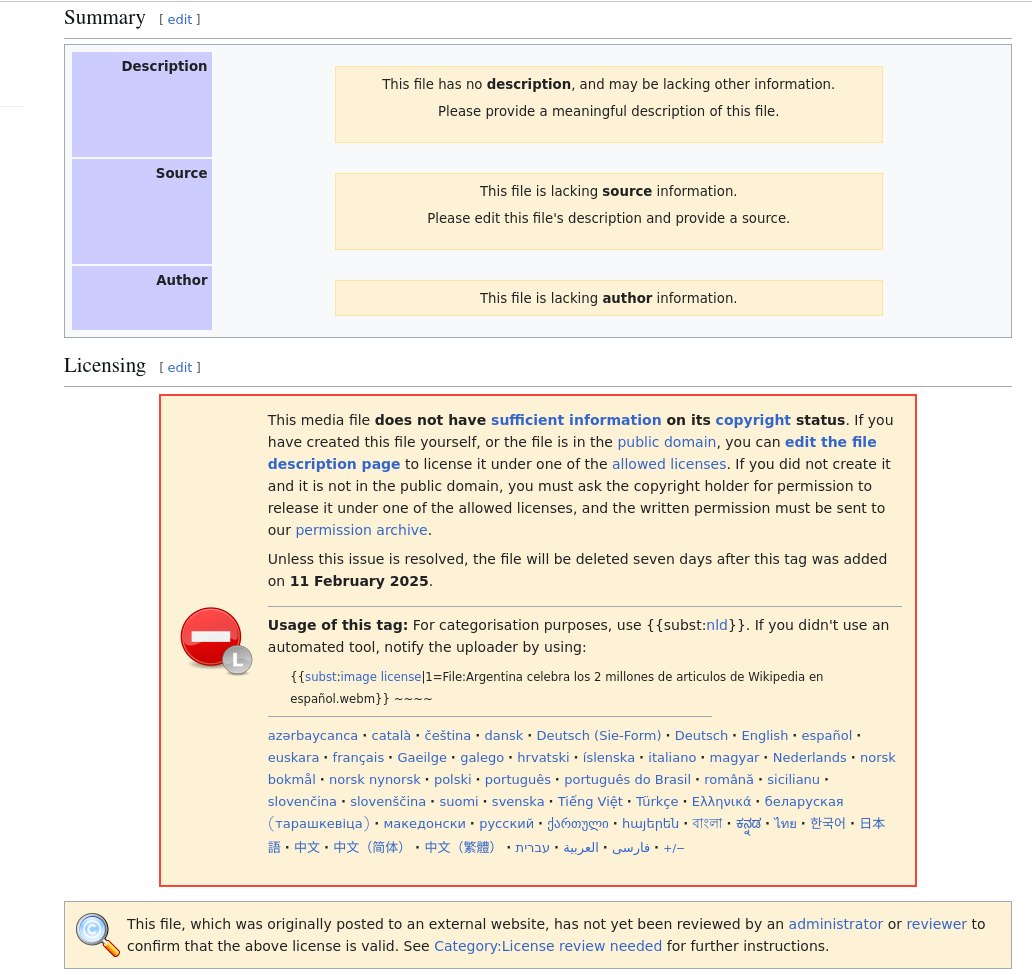 Summary [ edit ]
Description
This file has no description, and may be lacking other information.
Please provide a meaningful description of this file.
Source
This file is lacking source information.
Please edit this file's description and provide a source.
Author
This file is lacking author information.
Licensing [ edit ]
This media file does not have sufficient information on its copyright status. If you
have created this file yourself, or the file is in the public domain, you can edit the file
description page to license it under one of the allowed licenses. If you did not create it
and it is not in the public domain, you must ask the copyright holder for permission to
release it under one of the allowed licenses, and the written permission must be sent to
our permission archive.
Unless this issue is resolved, the file will be deleted seven days after this tag was added
on 11 February 2025.
L
Usage of this tag: For categorisation purposes, use {{subst:nld}}. If you didn't use an
automated tool, notify the uploader by using:
{{subst:image license|1=File:Argentina celebra los 2 millones de articulos de Wikipedia en
español.webm}} ~~~~
azərbaycanca · català · čeština · dansk · Deutsch (Sie-Form) · Deutsch · English · español ·
euskara · français · Gaeilge · galego · hrvatski · íslenska · italiano · magyar · Nederlands · norsk
bokmål · norsk nynorsk · polski · português · português do Brasil · română · sicilianu ·
slovenčina · slovenščina · suomi · svenska · Tiếng Việt · Türkçe · Ελληνικά · беларуская
(тарашкевіца) · македонски · русский · ქართული · հայերեն · বাংলা · ಕನ್ನಡ · ไทย · 한국어 · 日本
語 · 中文 · 中文（简体） · 中文（繁體） · עברית · العربية · فارسی · +/−
This file, which was originally posted to an external website, has not yet been reviewed by an administrator or reviewer to
confirm that the above license is valid. See Category:License review needed for further instructions.